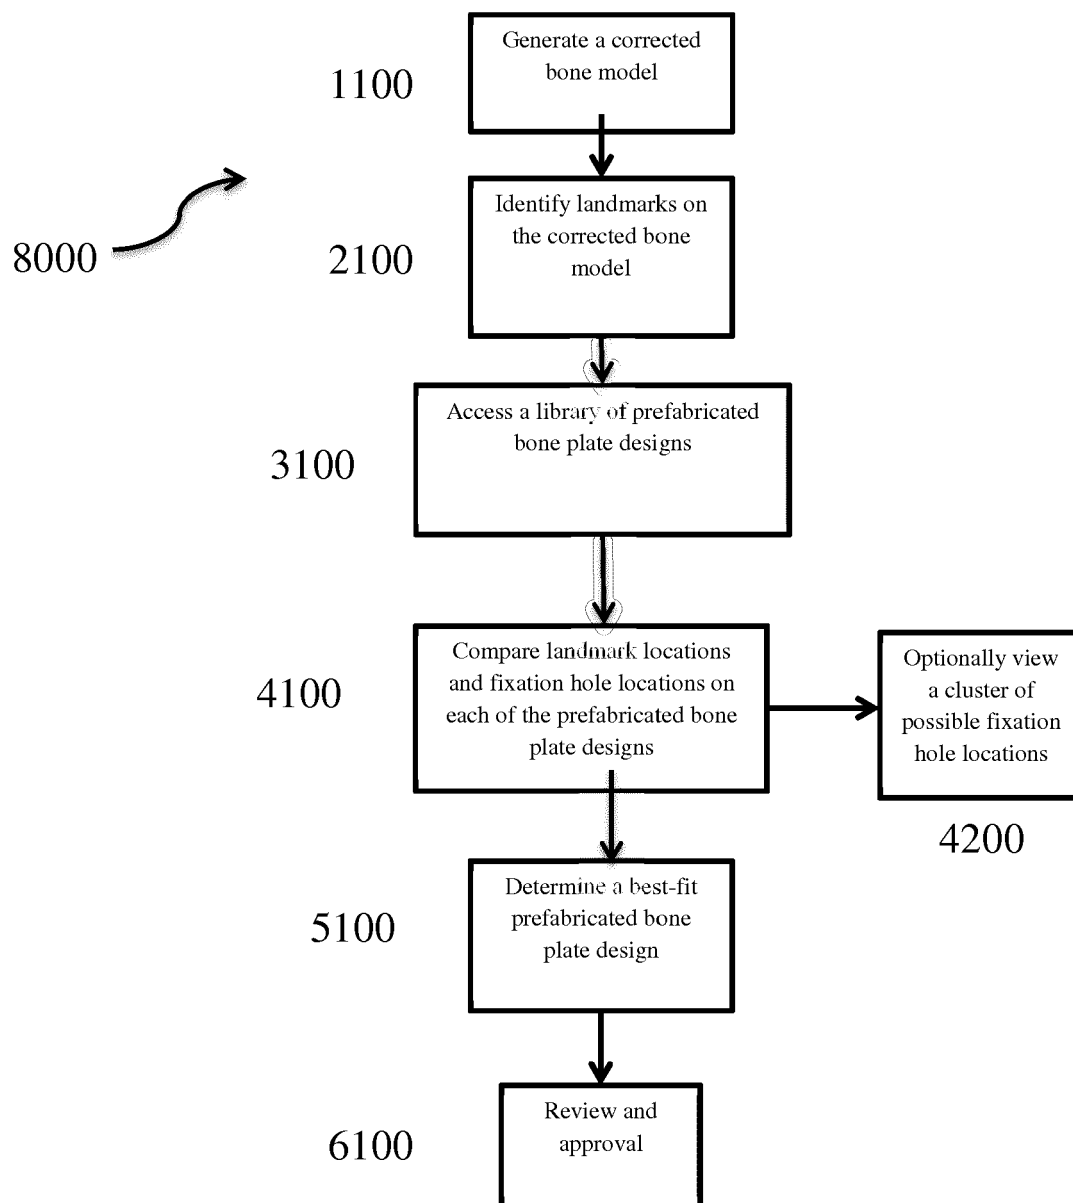 Generate a corrected
bone model
1100
Identify landmarks on
the corrected bone
model
8000
2100
Access a library of prefabricated
bone plate designs
3100
Compare landmark locations
and fixation hole locations on
each of the prefabricated bone
plate designs
4100
Optionally view
a cluster of
possible fixation
hole locations
4200
Determine a best-fit
prefabricated bone
plate design
5100
Review and
approval
6100